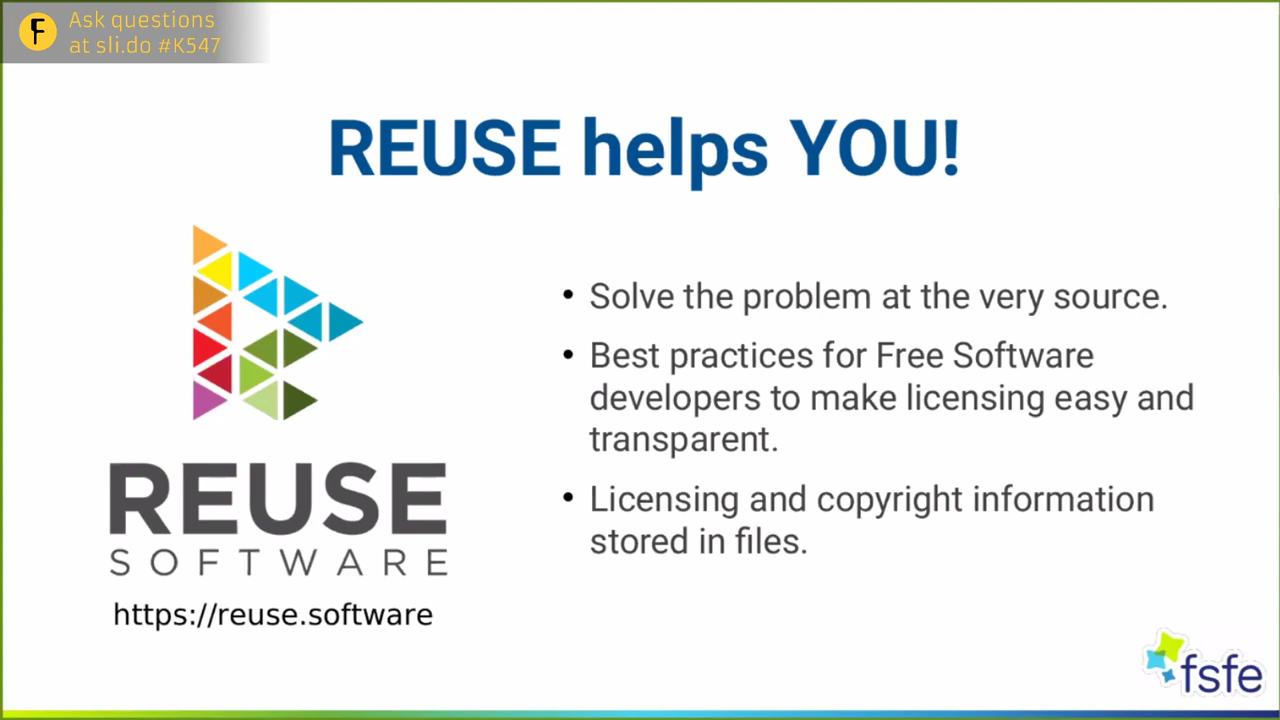 F
Ask questions
at sli.do #K547
REUSE helps YOU!
REUSE
SOFTWARE
https://reuse.software
• Solve the problem at the very source.
• Best practices for Free Software
developers to make licensing easy and
transparent.
• Licensing and copyright information
stored in files.
fsfe